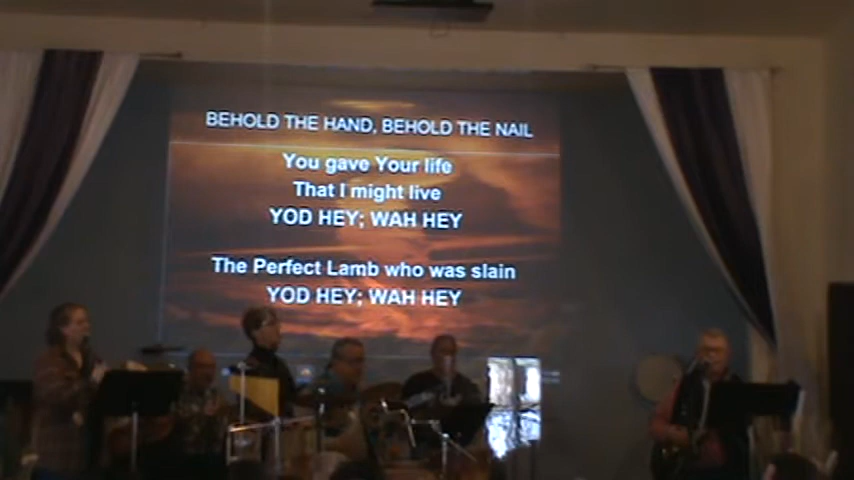 BEHOLD THE HAND, BEHOLD THE NAIL
You gave Your life
That I might live
YOD HEY; WAH HEY
The Perfect Lamb who was slain
YOD HEY; WAH HEY